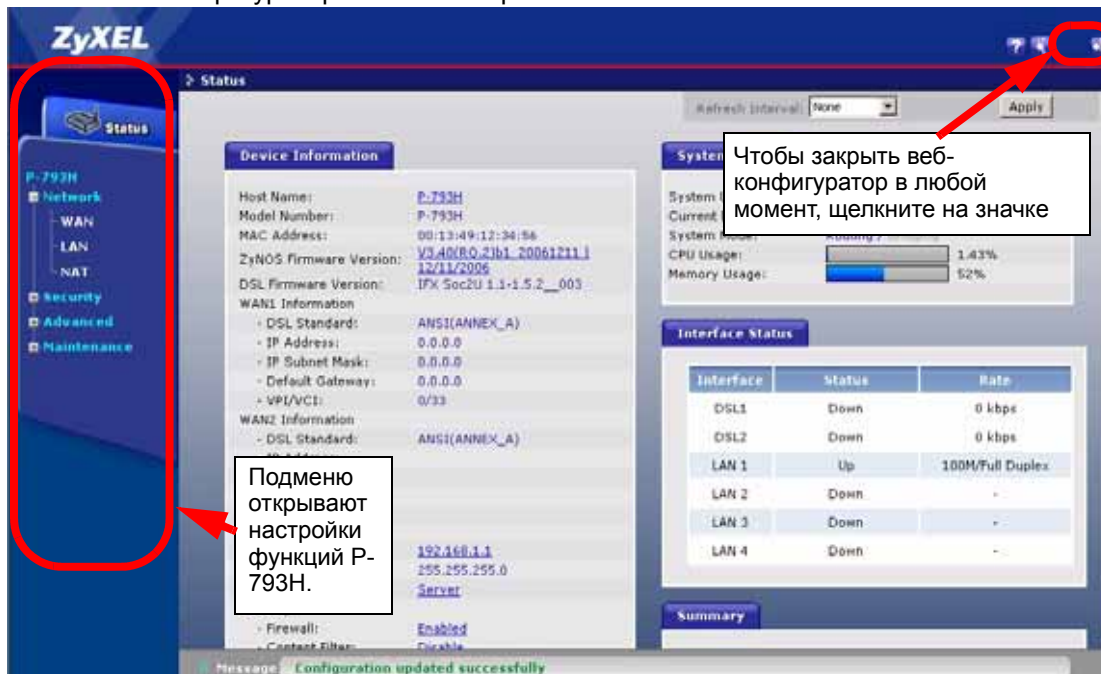 ZyXEL
> Status
Refresh Interval: None
Apply
Status
P-793H
Network
WAN
LAN
NAT
Security
Advanced
Maintenance
Device Information
Host Name: P-793H
Model Number: P-793H
MAC Address: 00:13:49:12:34:56
ZyNOS Firmware Version: V3.40(RQ.2)b1_20061211 |
12/11/2006
DSL Firmware Version: IFX Soc2U 1.1-1.5.2__003
WAN1 Information
- DSL Standard: ANSI(ANNEX_A)
- IP Address: 0.0.0.0
- IP Subnet Mask: 0.0.0.0
- Default Gateway: 0.0.0.0
- VPI/VCI: 0/33
WAN2 Information
- DSL Standard: ANSI(ANNEX_A)
Подменю
открывают
настройки
функций P-
793H.
192.168.1.1
255.255.255.0
Server
- Firewall: Enabled
- Content Filter: Disable
Чтобы закрыть веб-
конфигуратор в любой
момент, щелкните на значке
System
Current
System Mode:
CPU Usage: 1.43%
Memory Usage: 52%
Interface Status
Interface Status Rate
DSL1 Down 0 kbps
DSL2 Down 0 kbps
LAN 1 Up 100M/Full Duplex
LAN 2 Down -
LAN 3 Down -
LAN 4 Down -
Summary
Message Configuration updated successfully